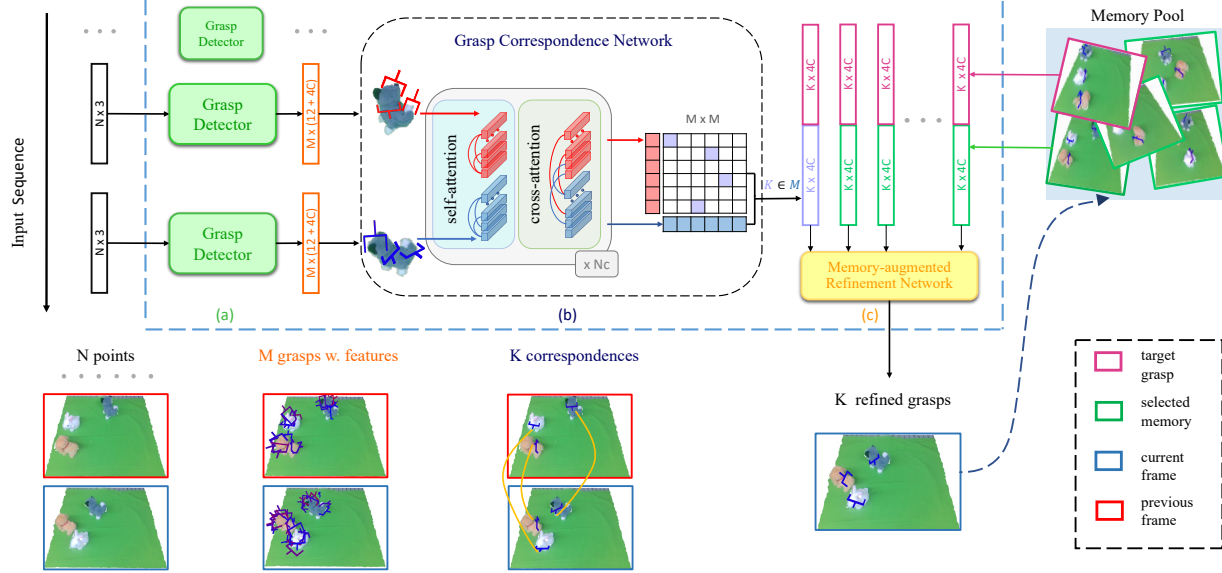 Input Sequence
N x 3
N x 3
Grasp
Detector
Grasp
Detector
Grasp
Detector
M x (12 + 4C)
M x (12 + 4C)
(a)
Grasp Correspondence Network
self-attention
cross-attention
x Nc
M x M
K ∈ M
(b)
K x 4C
K x 4C
K x 4C
K x 4C
K x 4C
K x 4C
K x 4C
K x 4C
Memory-augmented
Refinement Network
(c)
Memory Pool
N points
M grasps w. features
K correspondences
K refined grasps
target
grasp
selected
memory
current
frame
previous
frame